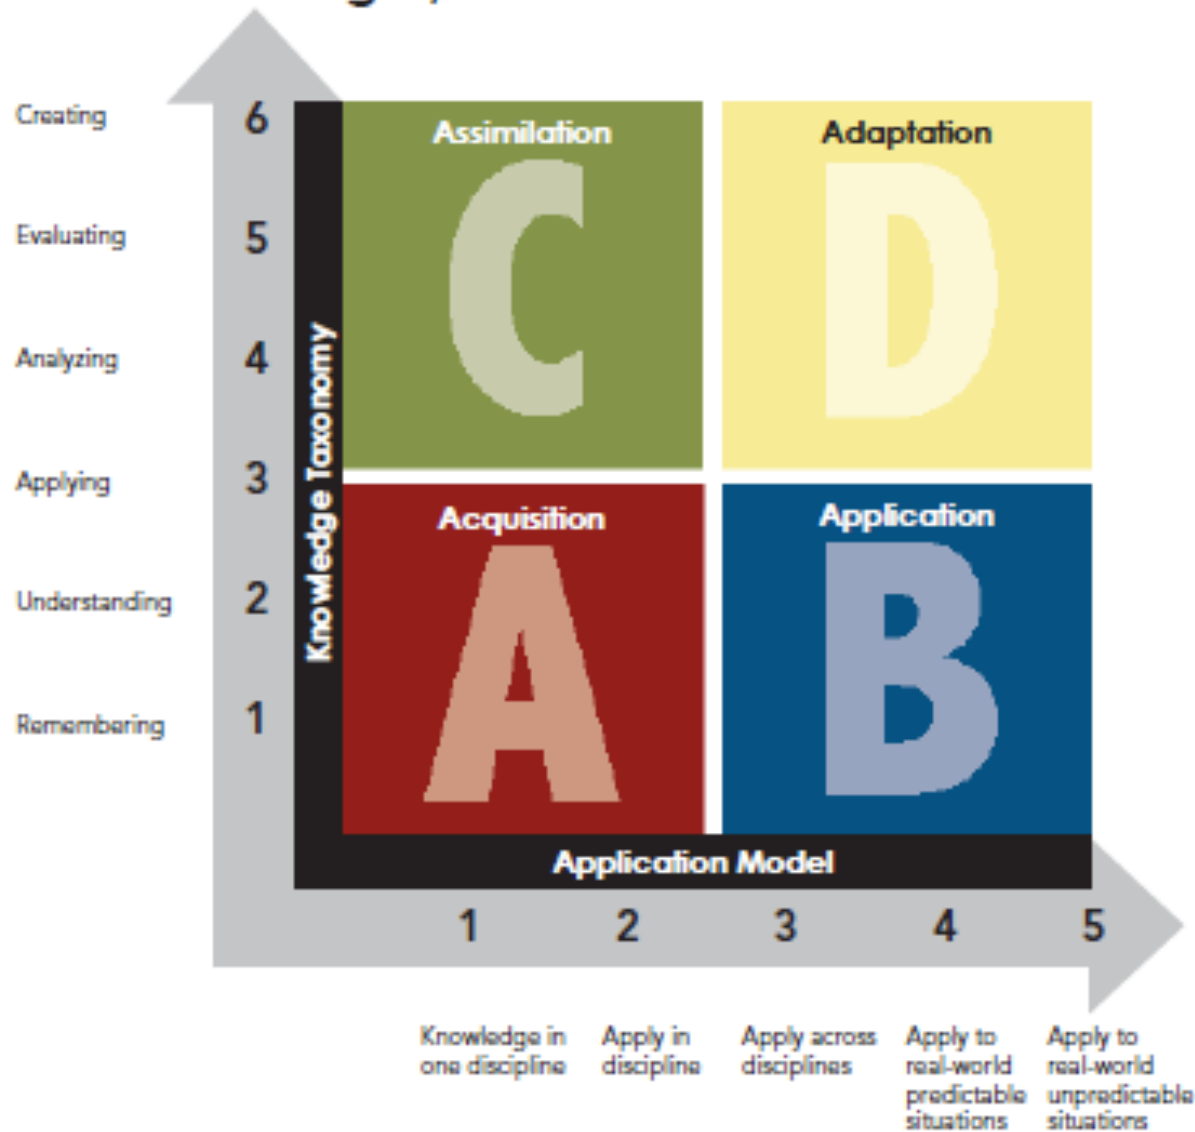 Creating
6
Evaluating
5
Analyzing
4
Applying
3
Understanding
2
Remembering
1
Knowledge Taxonomy
Assimilation
C
Adaptation
D
Acquisition
A
Application
B
Application Model
1 2 3 4 5
Knowledge in
one discipline
Apply in
discipline
Apply across
disciplines
Apply to
real-world
predictable
situations
Apply to
real-world
unpredictable
situations